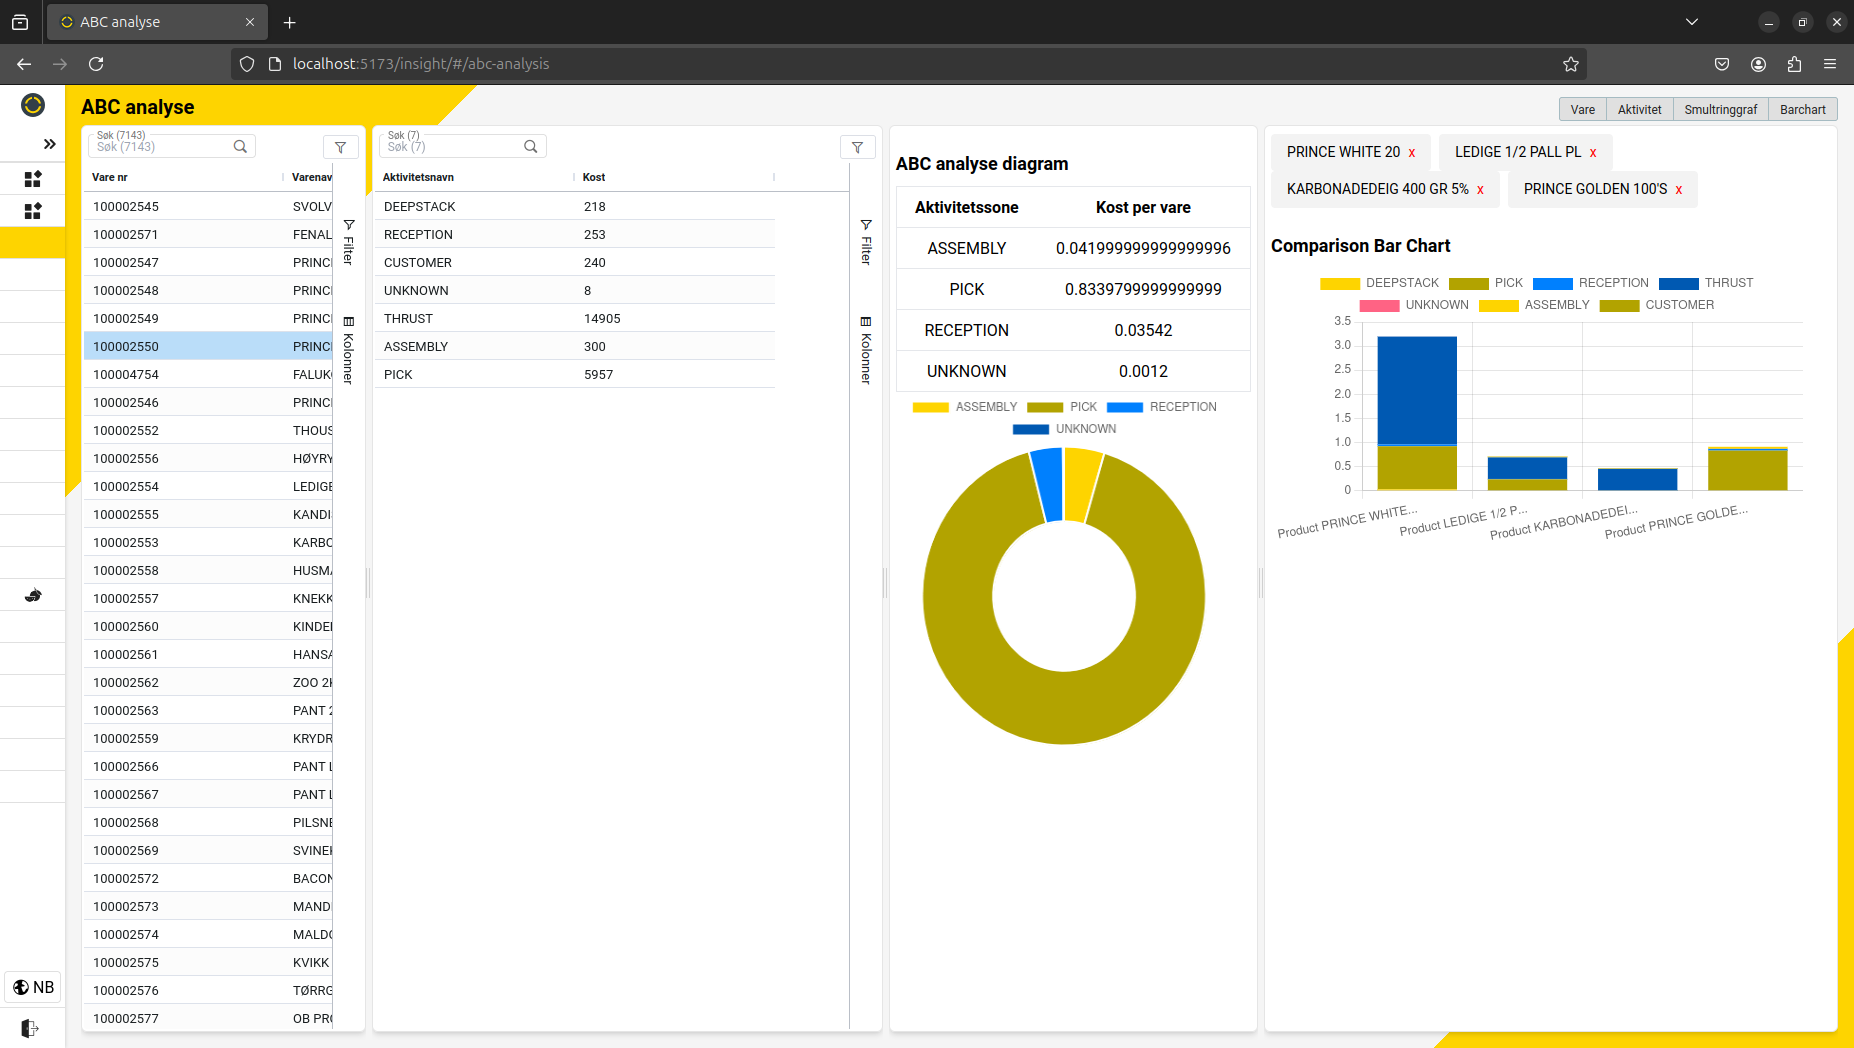 ABC analyse
localhost:5173/insight/#/abc-analysis
ABC analyse
Vare
Aktivitet
Smultringgraf
Barchart
Søk (7143)
Søk (7143)
Vare nr
Varenav
100002545 SVOLV
100002571 FENAL
100002547 PRINC
100002548 PRINC
100002549 PRINC
100002550 PRINC
100004754 FALUK
100002546 PRINC
100002552 THOUS
100002556 HØYRY
100002554 LEDIGE
100002555 KANDI
100002553 KARBO
100002558 HUSMA
100002557 KNEKK
100002560 KINDE
100002561 HANSA
100002562 ZOO 2
100002563 PANT 2
100002559 KRYDR
100002566 PANT L
100002567 PANT L
100002568 PILSNE
100002569 SVINE
100002572 BACON
100002573 MAND
100002574 MALDO
100002575 KVIKK
100002576 TØRRG
100002577 OB PR
Filter
Kolonner
Søk (7)
Søk (7)
Aktivitetsnavn Kost
DEEPSTACK 218
RECEPTION 253
CUSTOMER 240
UNKNOWN 8
THRUST 14905
ASSEMBLY 300
PICK 5957
Filter
Kolonner
ABC analyse diagram
Aktivitetssone Kost per vare
ASSEMBLY 0.041999999999999996
PICK 0.8339799999999999
RECEPTION 0.03542
UNKNOWN 0.0012
ASSEMBLY PICK RECEPTION
UNKNOWN
PRINCE WHITE 20 x LEDIGE 1/2 PALL PL x
KARBONADEDEIG 400 GR 5% x PRINCE GOLDEN 100'S x
Comparison Bar Chart
DEEPSTACK PICK RECEPTION THRUST
UNKNOWN ASSEMBLY CUSTOMER
3.5
3.0
2.5
2.0
1.5
1.0
0.5
0
Product PRINCE WHITE...
Product LEDIGE 1/2 P...
Product KARBONADEDEI...
Product PRINCE GOLDE...
NB